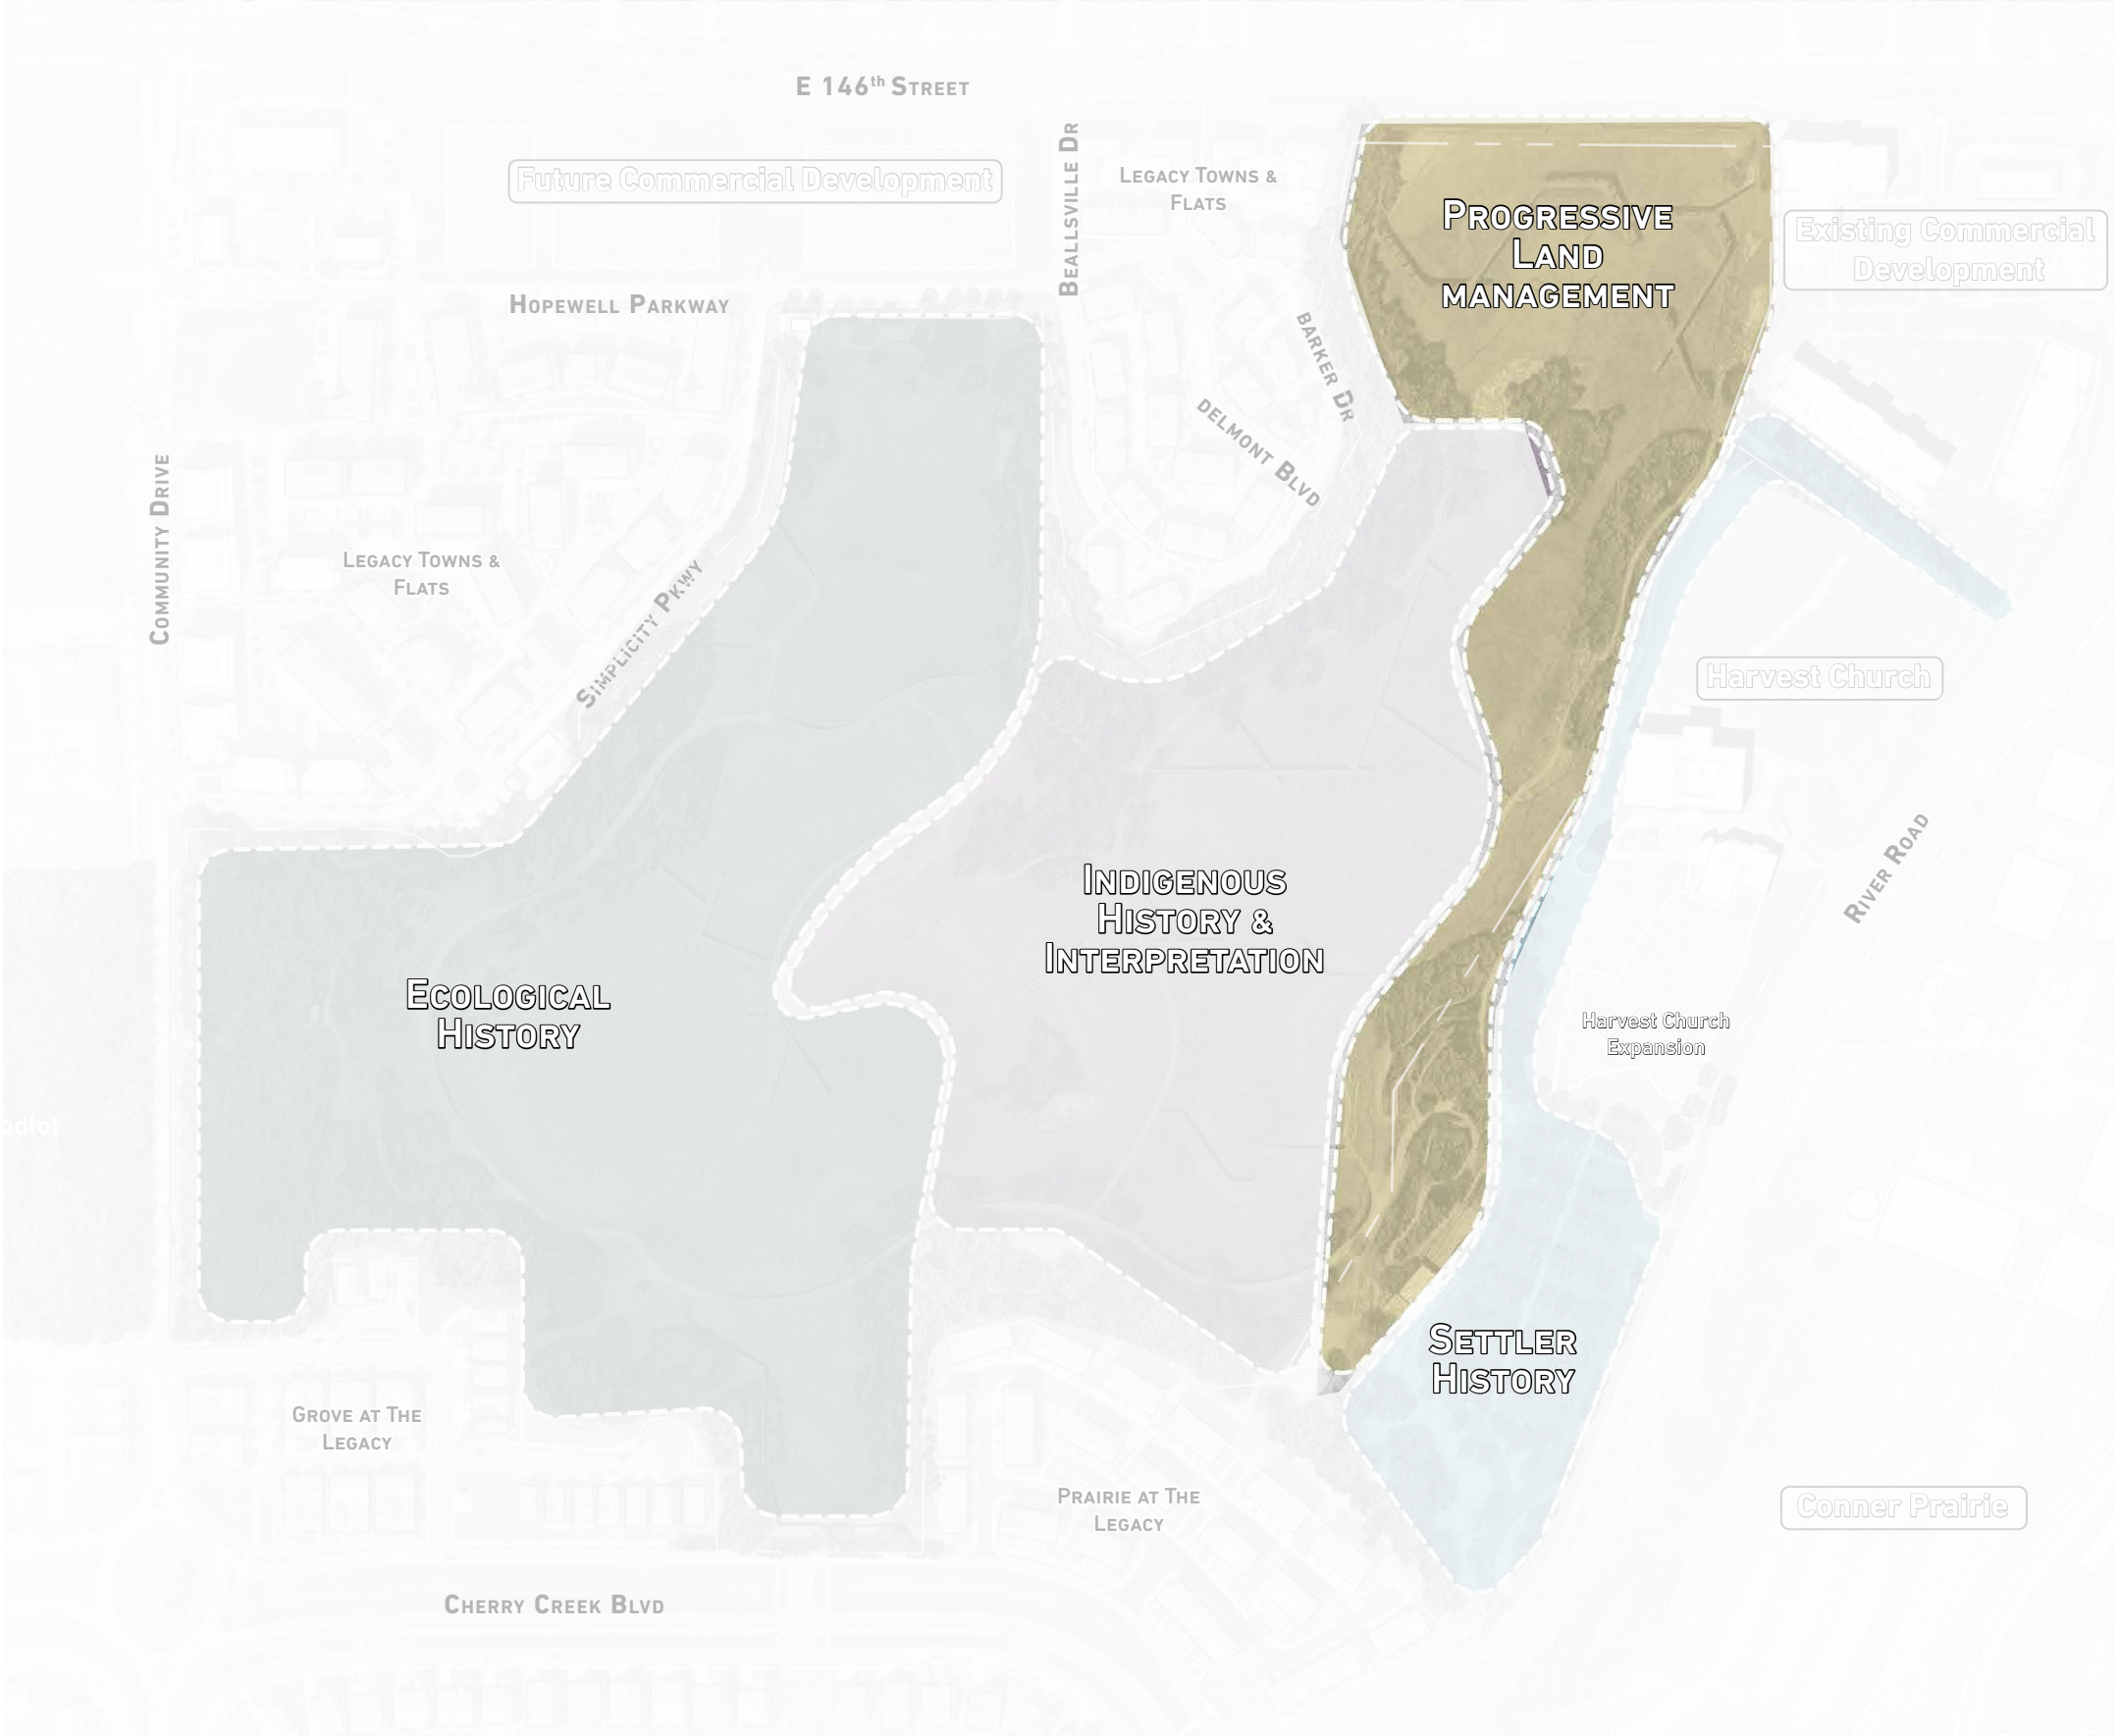 E 146th Street
Future Commercial Development
Beallsville Dr
Legacy Towns &
Flats
Progressive
Land
management
Existing Commercial
Development
Hopewell Parkway
Barker Dr
Delmont Blvd
Community Drive
Legacy Towns &
Flats
Simplicity Pkwy
Harvest Church
River Road
Indigenous
History &
Interpretation
Ecological
History
Harvest Church
Expansion
Settler
History
Grove at The
Legacy
Prairie at The
Legacy
Conner Prairie
Cherry Creek Blvd